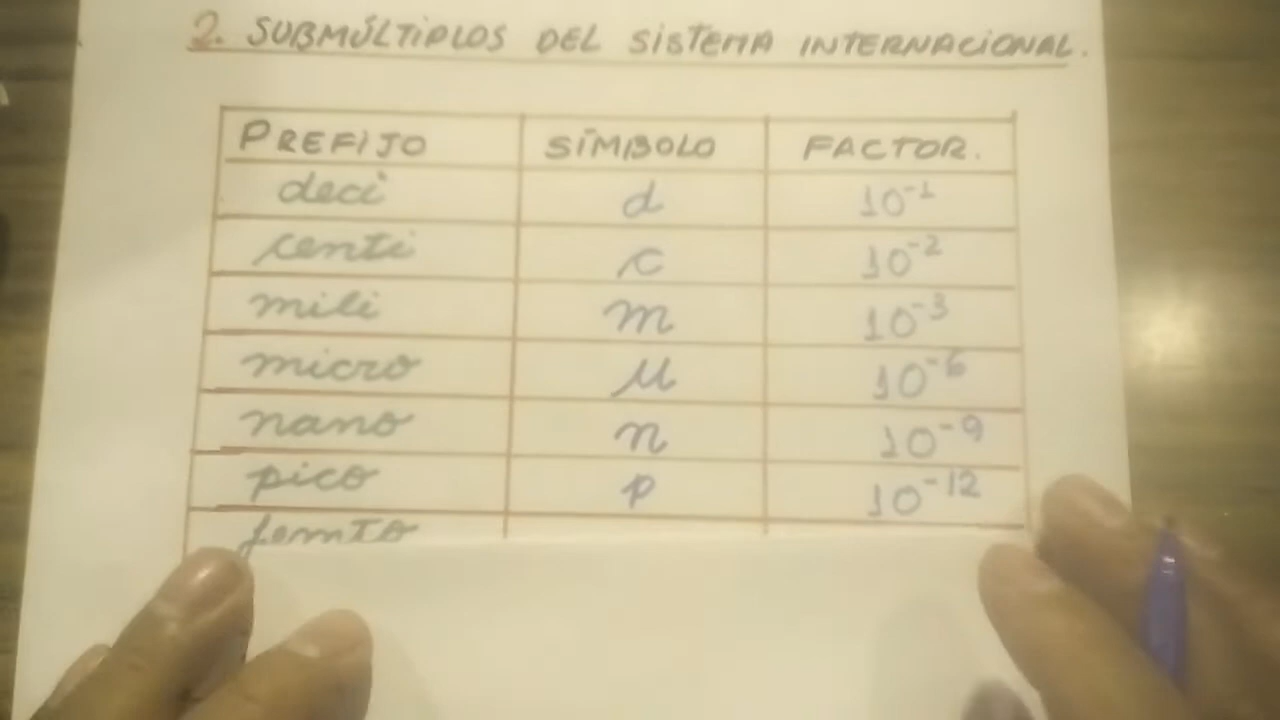 2. SUBMÚLTIPLOS DEL SISTEMA INTERNACIONAL.
PREFIJO SÍMBOLO FACTOR.
deci d 10⁻¹
centi c 10⁻²
mili m 10⁻³
micro μ 10⁻⁶
nano n 10⁻⁹
pico p 10⁻¹²
femto